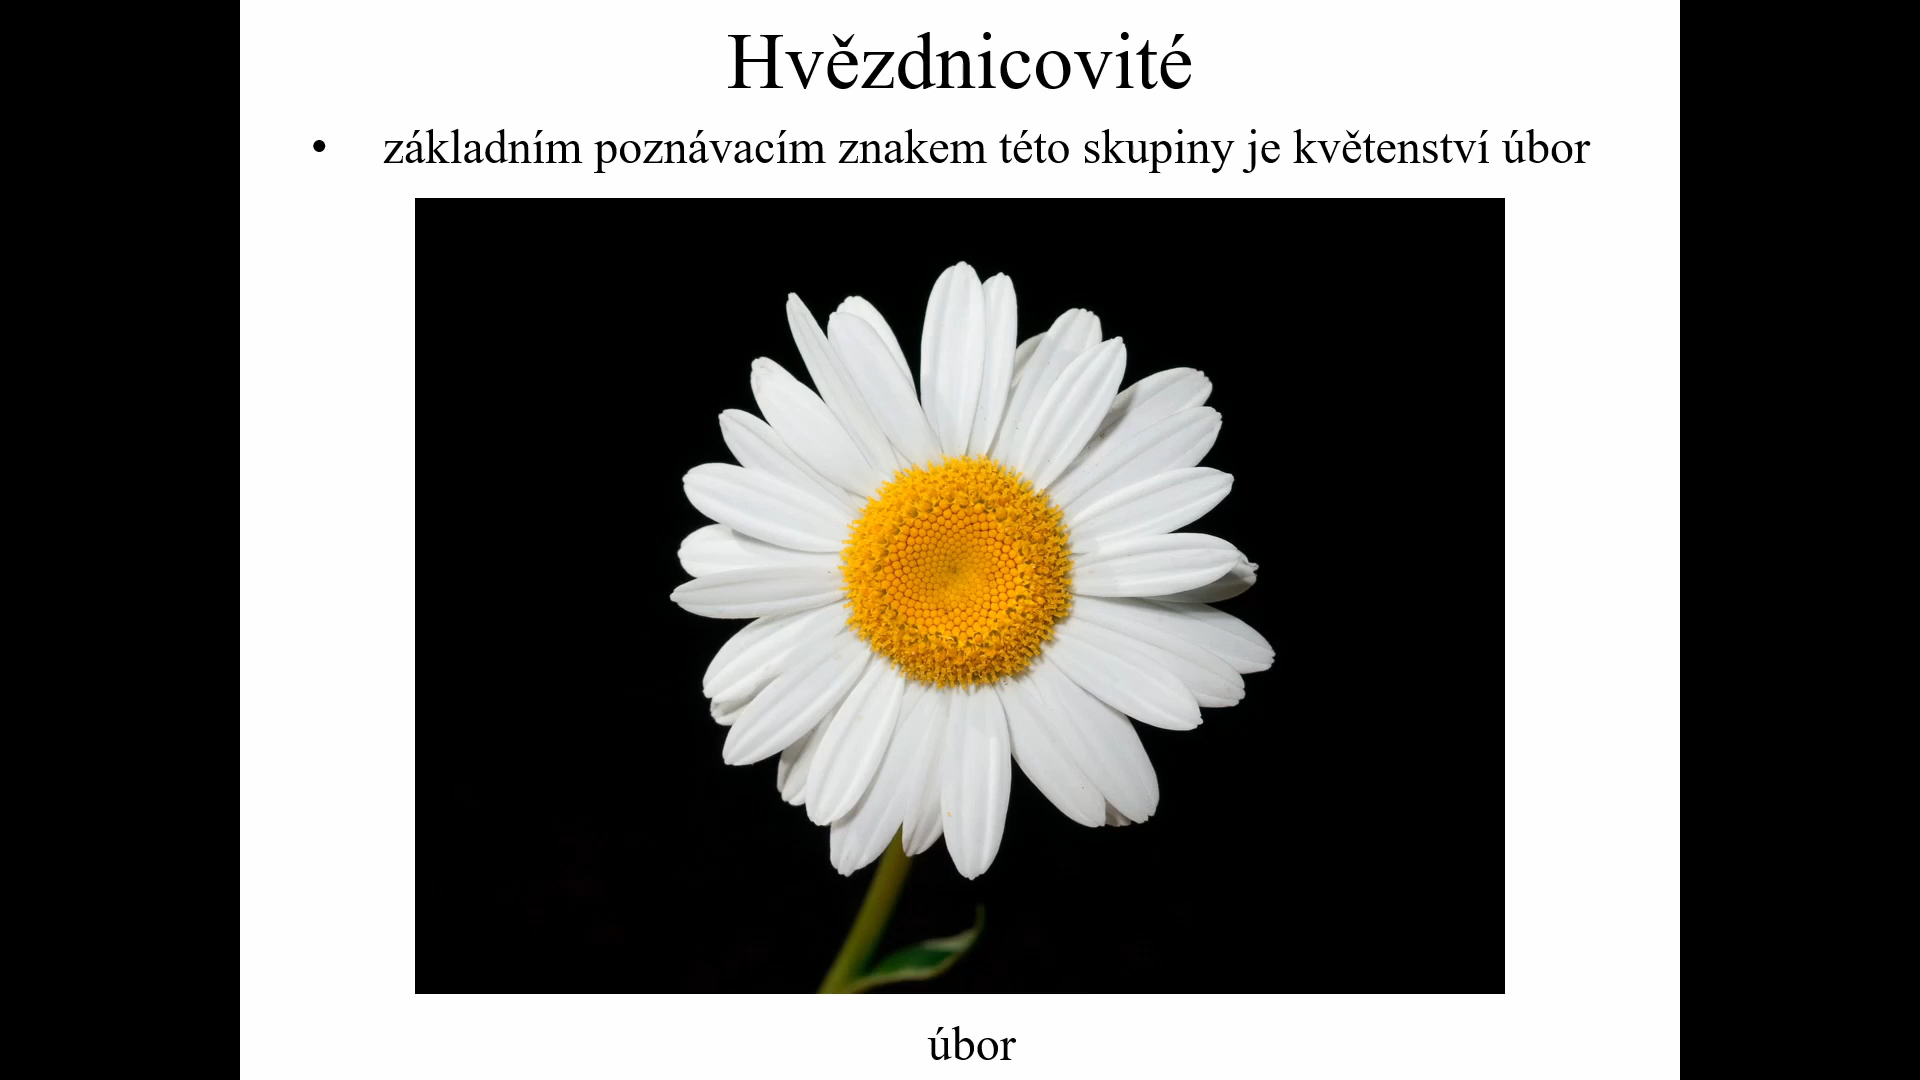 Hvězdnicovité
• základním poznávacím znakem této skupiny je květenství úbor
úbor